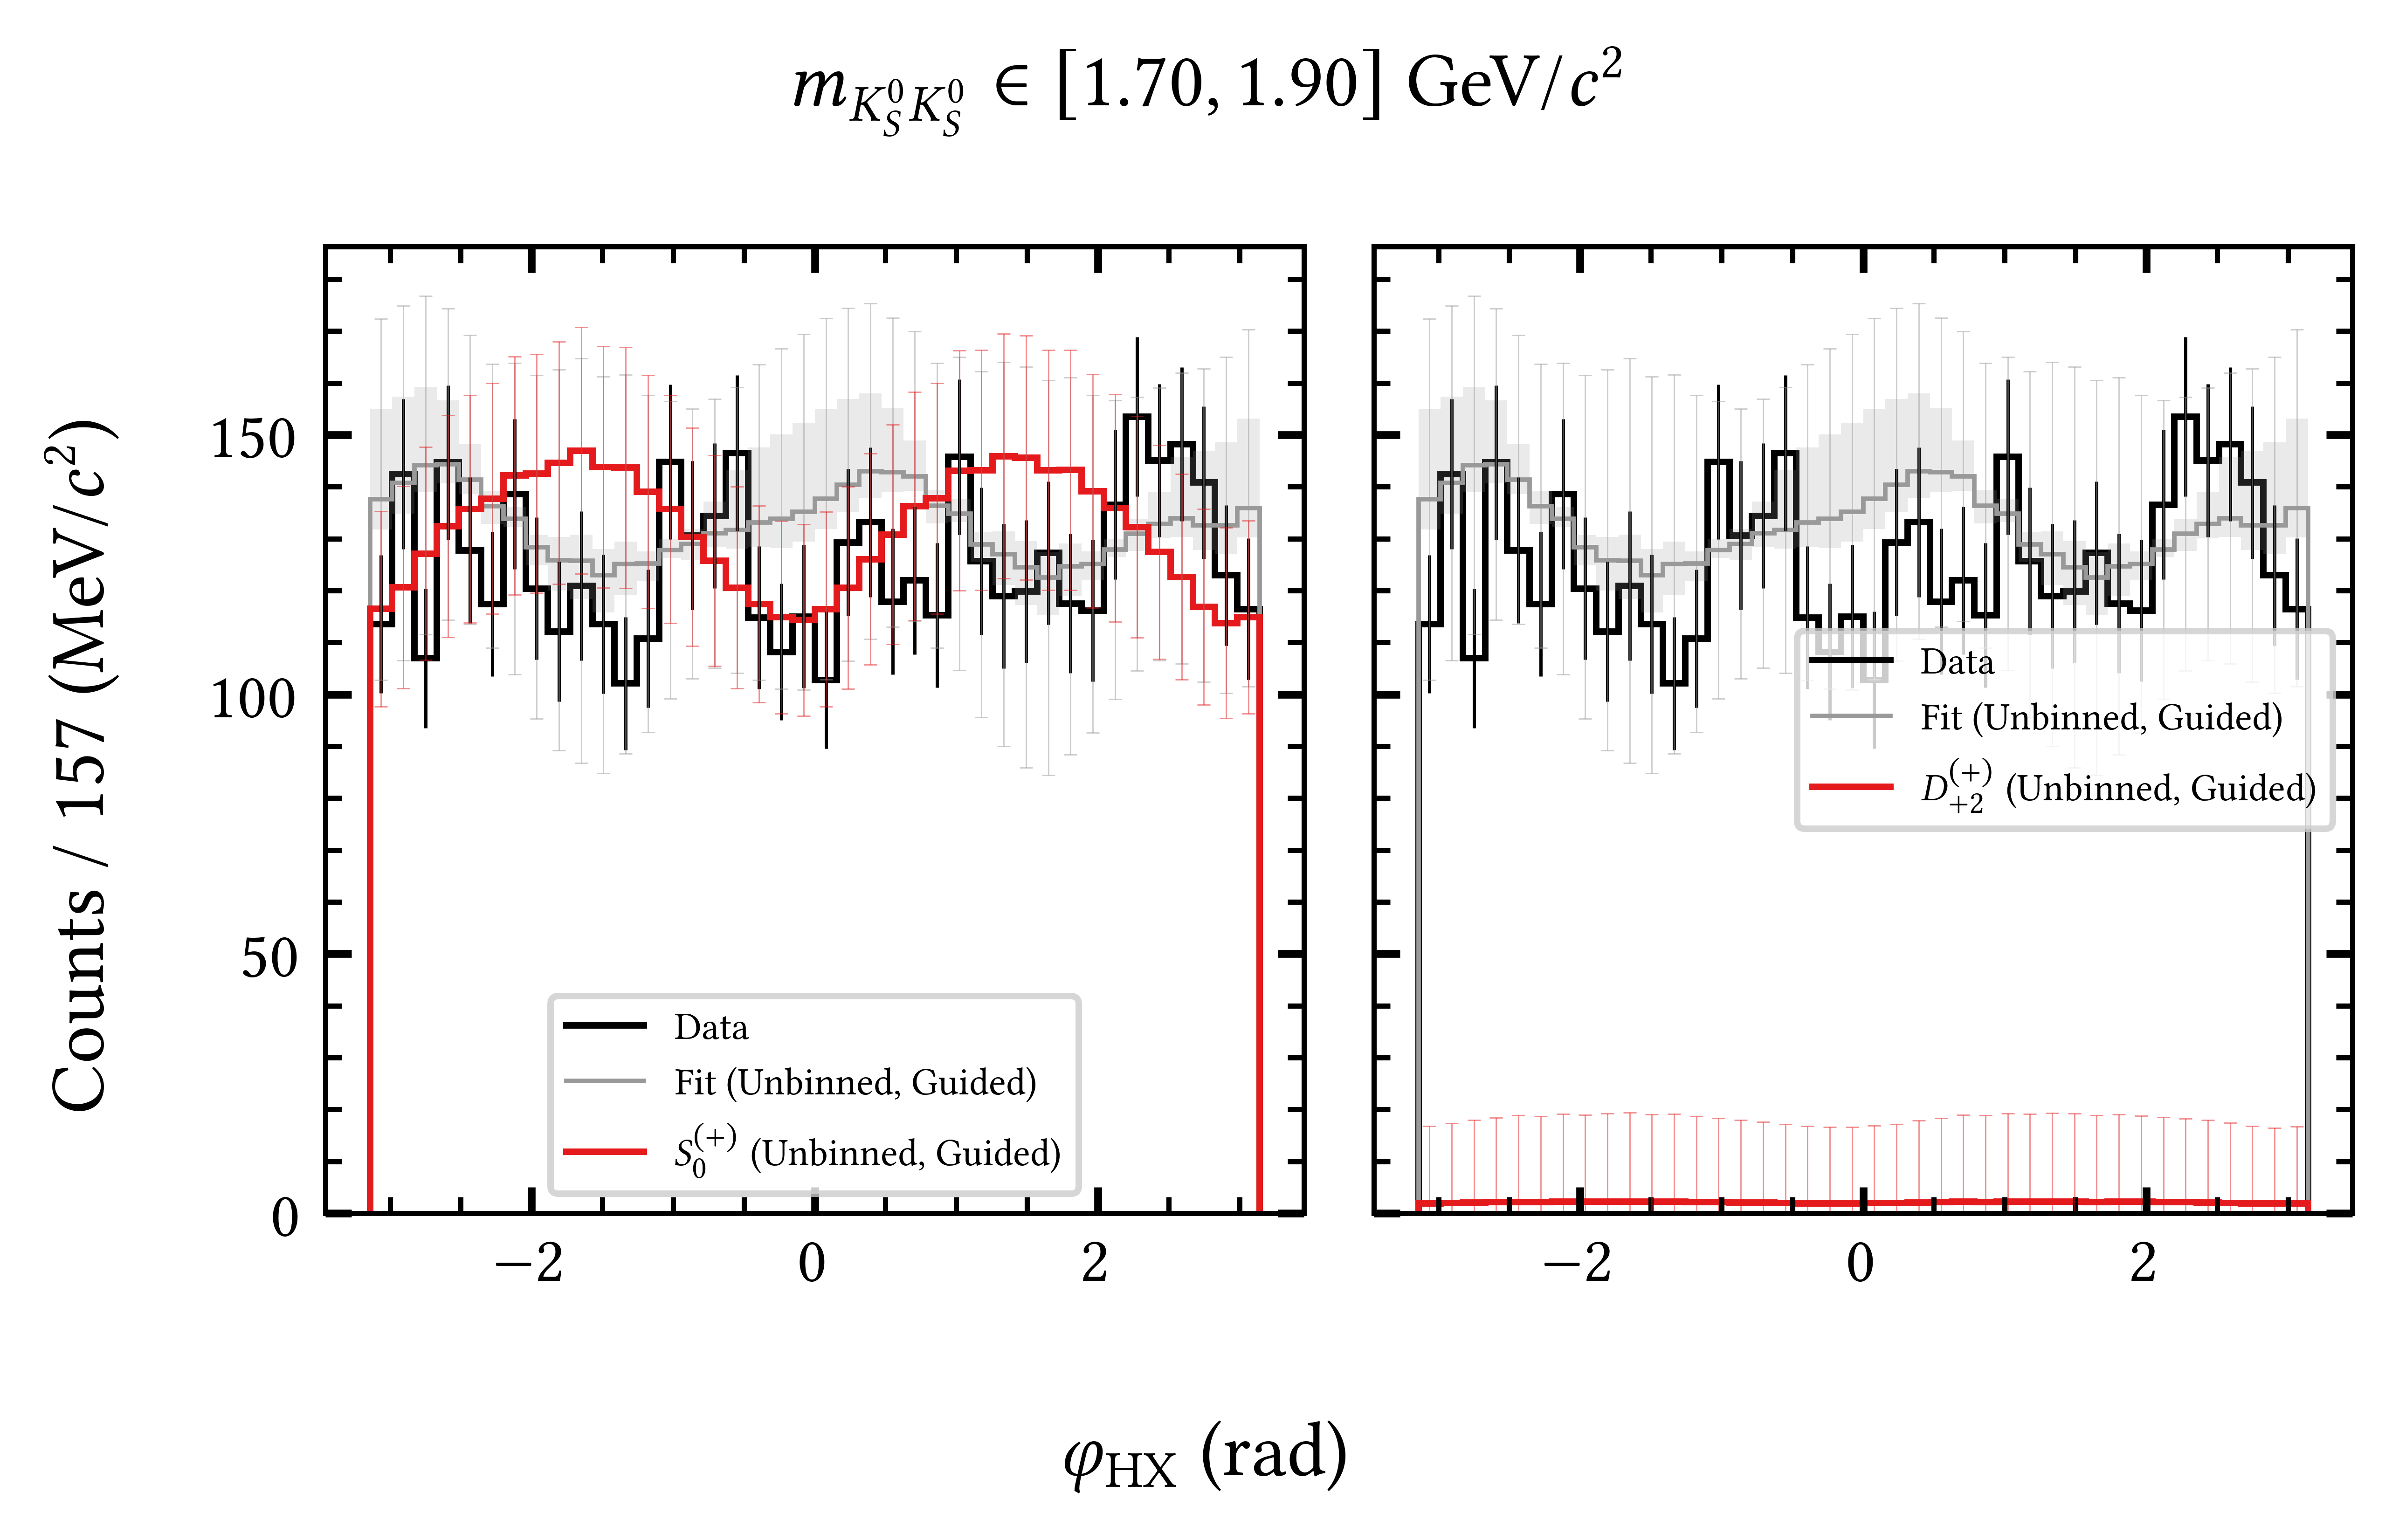 m_{K_S^0 K_S^0} ∈ [1.70, 1.90] GeV/c²
Counts / 157 (MeV/c²)
150
100
50
0
Data
Fit (Unbinned, Guided)
S_0^{(+)} (Unbinned, Guided)
−2
0
2
Data
Fit (Unbinned, Guided)
D_{+2}^{(+)} (Unbinned, Guided)
−2
0
2
φ_{HX} (rad)